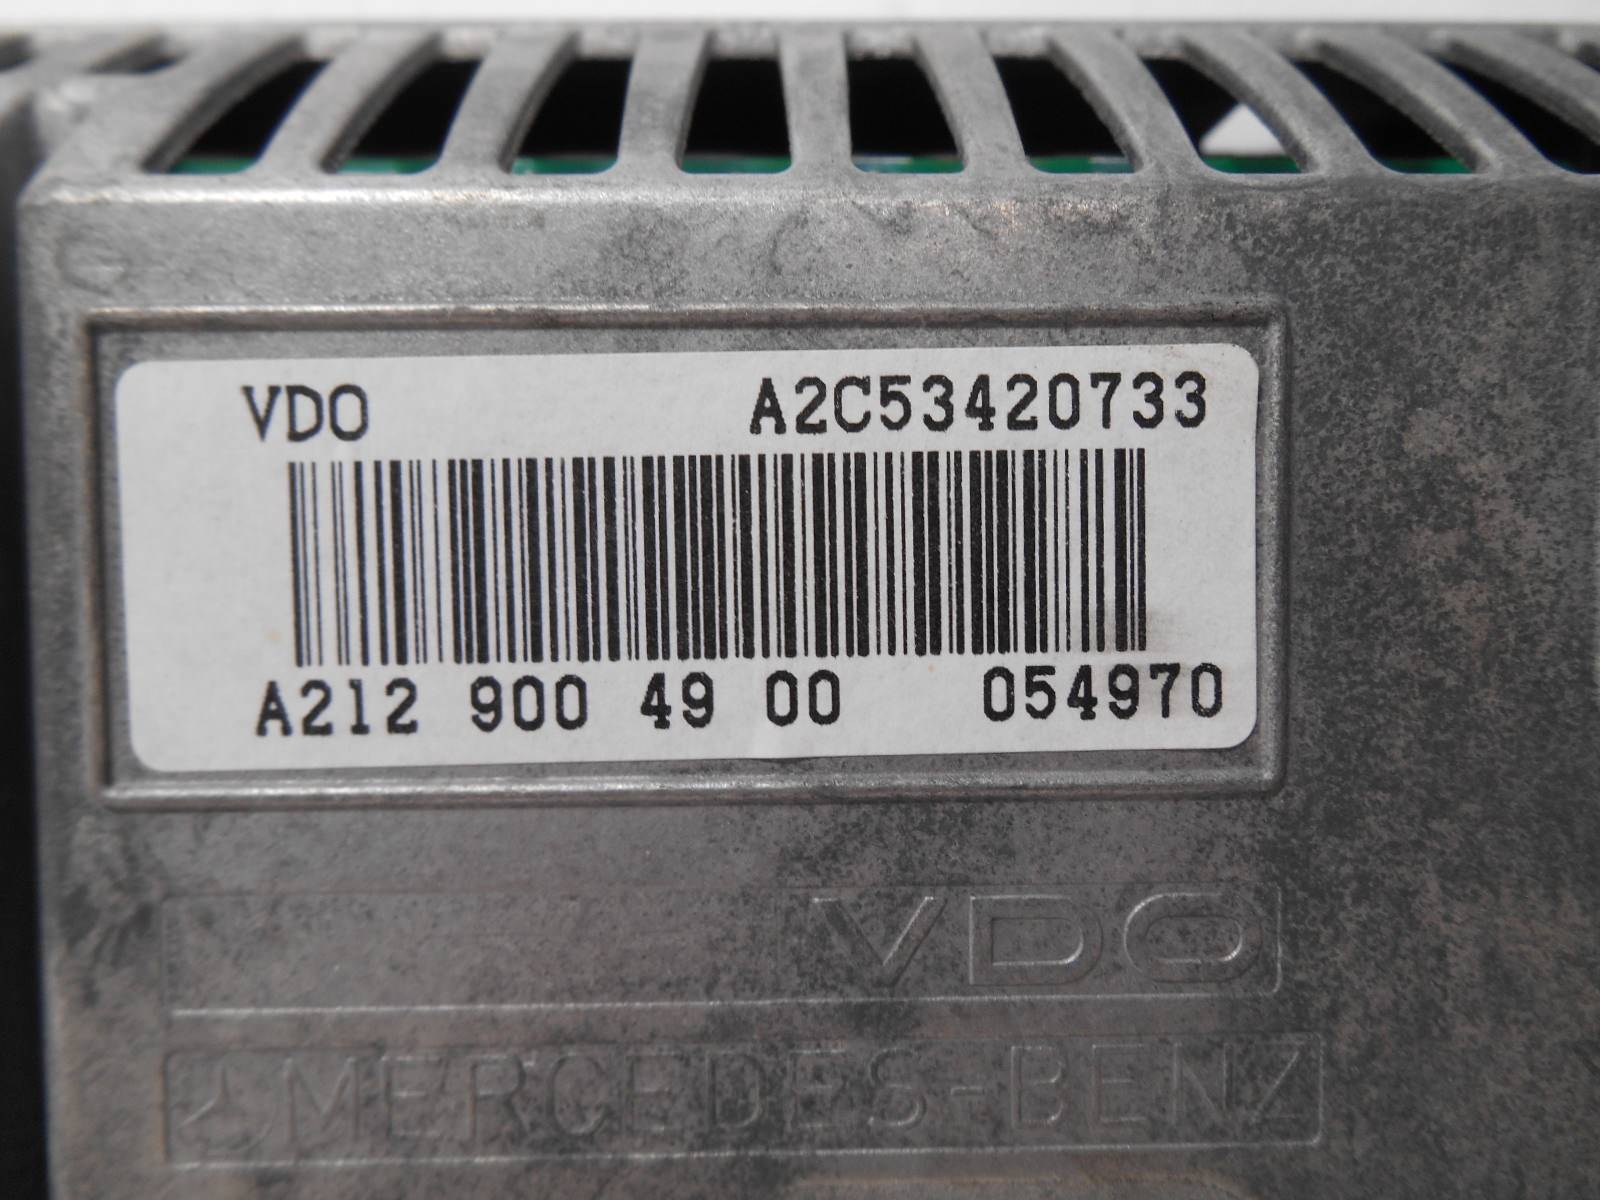 VDO A2C53420733
A212 900 49 00 054970
VDO
MERCEDES-BENZ